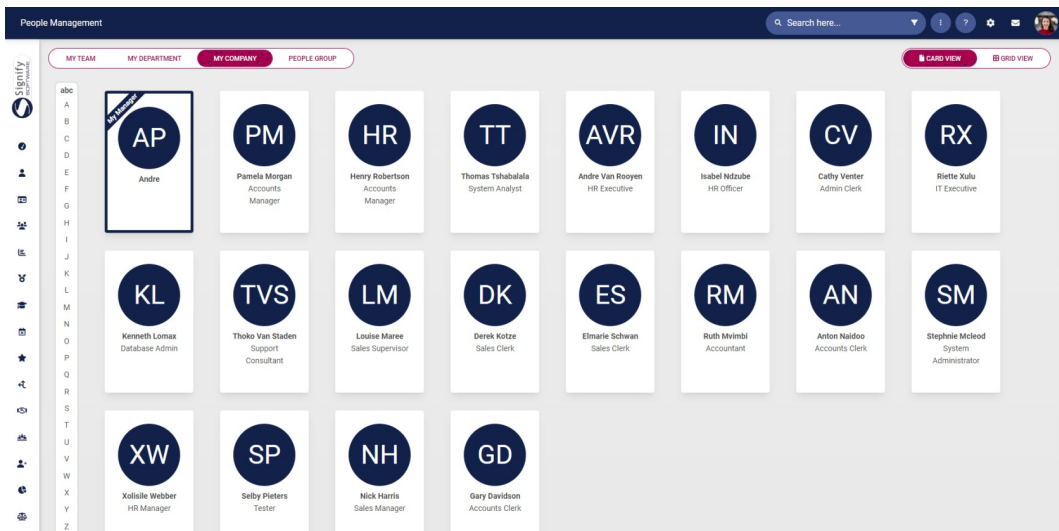 People Management
Search here...
?
Signify
SOFTWARE
MY TEAM
MY DEPARTMENT
MY COMPANY
PEOPLE GROUP
CARD VIEW
GRID VIEW
abc
A
B
C
D
E
F
G
H
I
J
K
L
M
N
O
P
Q
R
S
T
U
V
W
X
Y
Z
My Manager
AP
Andre
PM
Pamela Morgan
Accounts
Manager
HR
Henry Robertson
Accounts
Manager
TT
Thomas Tshabalala
System Analyst
AVR
Andre Van Rooyen
HR Executive
IN
Isabel Ndzube
HR Officer
CV
Cathy Venter
Admin Clerk
RX
Riette Xulu
IT Executive
KL
Kenneth Lomax
Database Admin
TVS
Thoko Van Staden
Support
Consultant
LM
Louise Maree
Sales Supervisor
DK
Derek Kotze
Sales Clerk
ES
Elmarie Schwan
Sales Clerk
RM
Ruth Mvimbi
Accountant
AN
Anton Naidoo
Accounts Clerk
SM
Stephnie Mcleod
System
Administrator
XW
Xolisile Webber
HR Manager
SP
Selby Pieters
Tester
NH
Nick Harris
Sales Manager
GD
Gary Davidson
Accounts Clerk